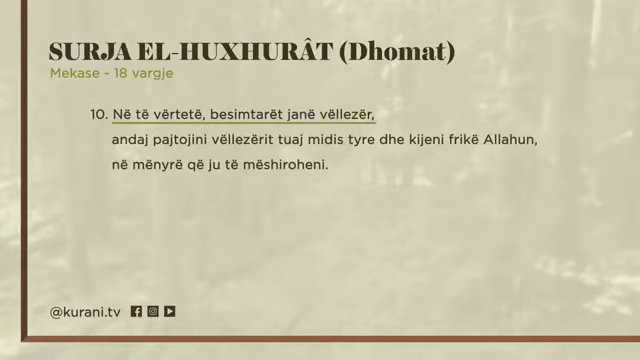 SURJA EL-HUXHURÂT (Dhomat)
Mekase - 18 vargje
10. Në të vërtetë, besimtarët janë vëllezër,
andaj pajtojini vëllezërit tuaj midis tyre dhe kijeni frikë Allahun,
në mënyrë që ju të mëshiroheni.
@kurani.tv